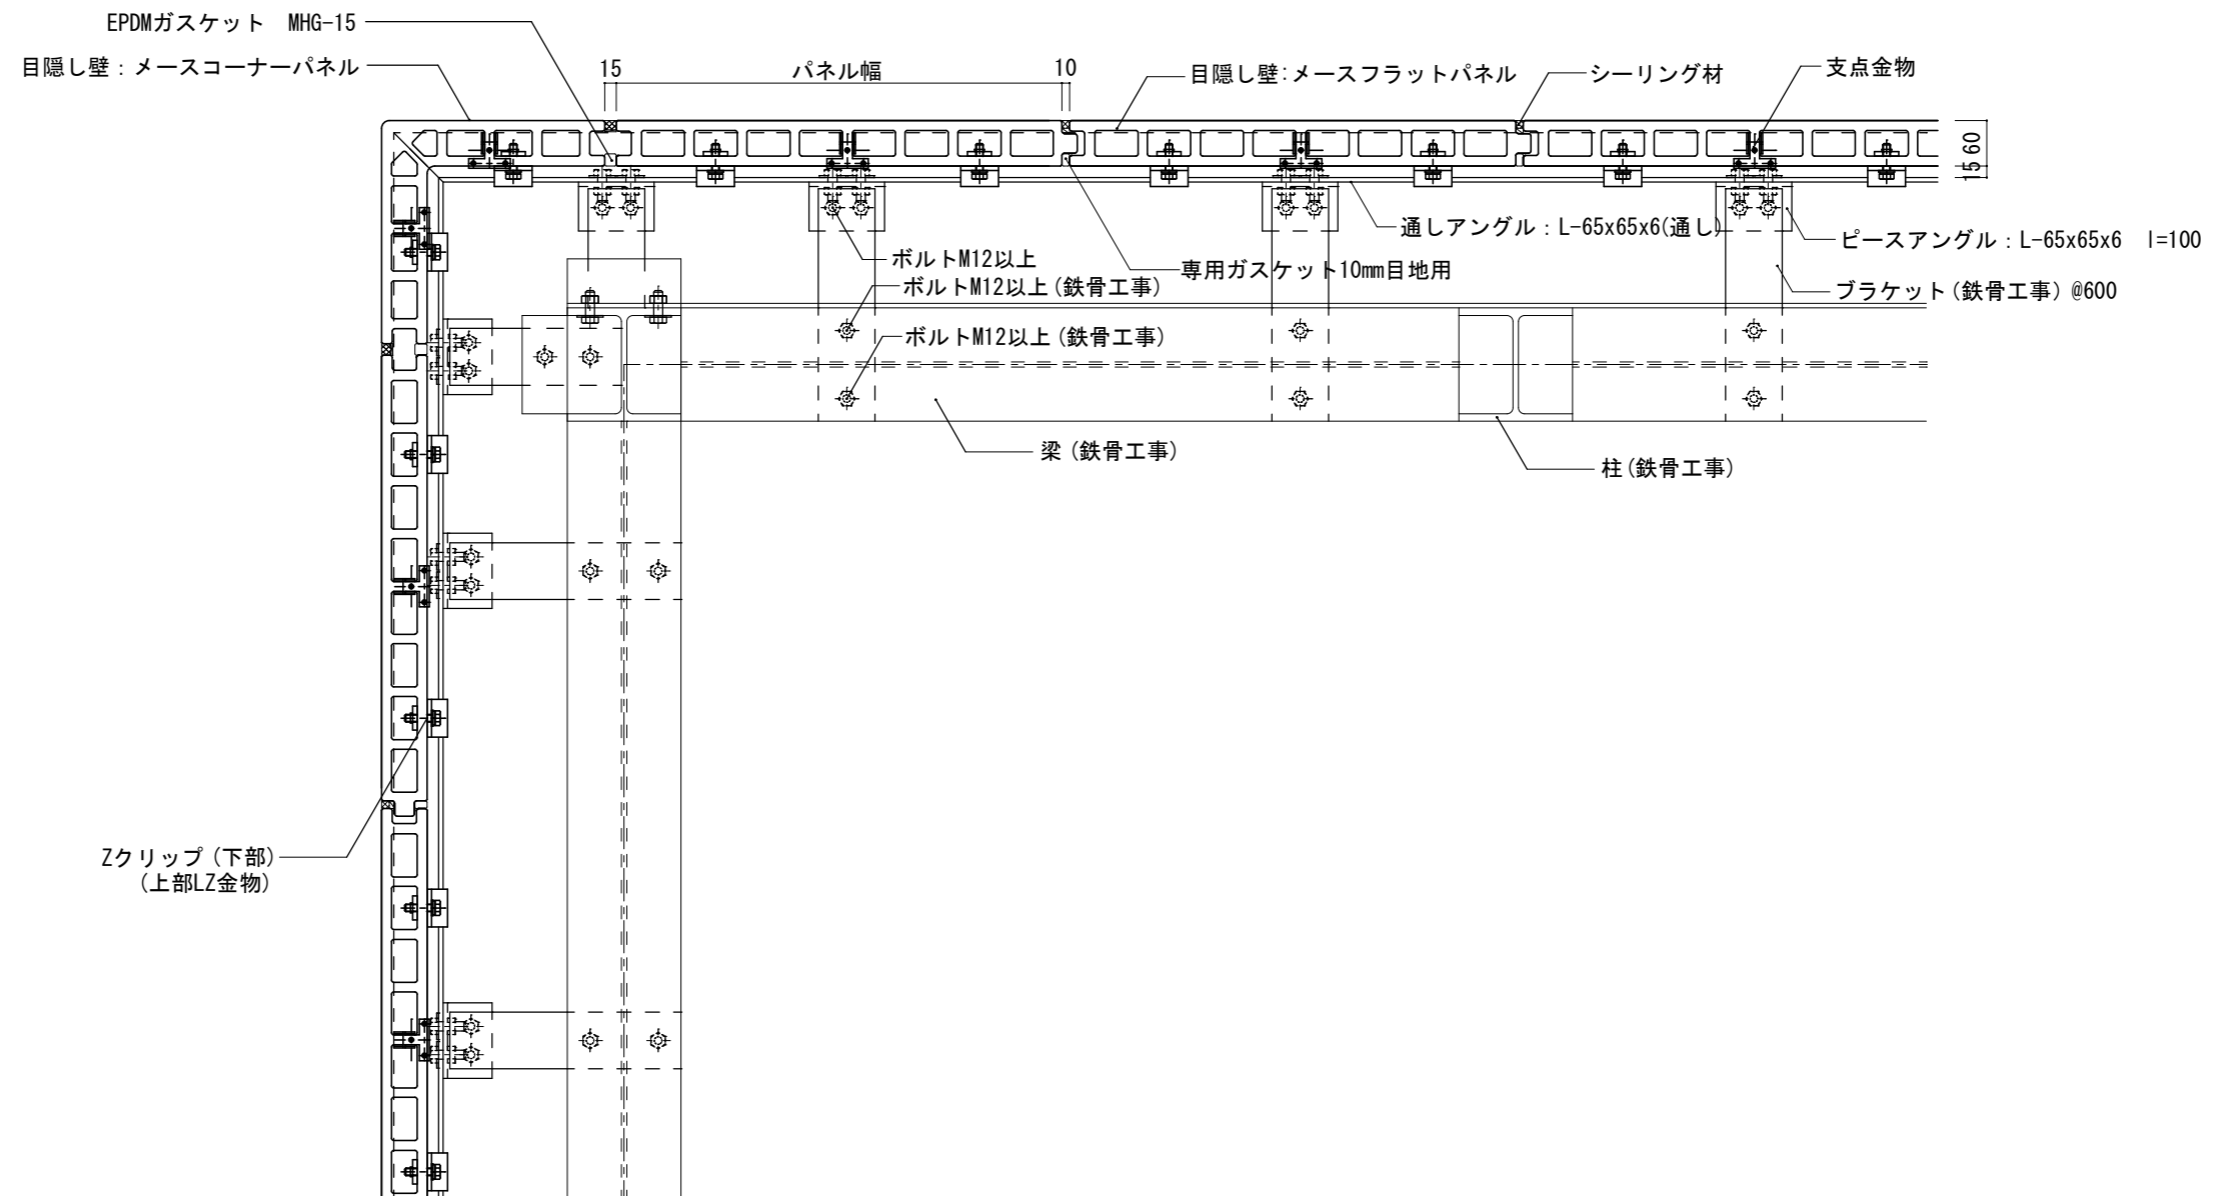 EPDMガスケット　MHG-15
目隠し壁：メースコーナーパネル
15
パネル幅
10
目隠し壁：メースフラットパネル
シーリング材
支点金物
60
15
通しアングル：L-65x65x6(通し)
ピースアングル：L-65x65x6　l=100
ボルトM12以上
専用ガスケット10mm目地用
ボルトM12以上(鉄骨工事)
ブラケット(鉄骨工事) @600
ボルトM12以上(鉄骨工事)
梁(鉄骨工事)
柱(鉄骨工事)
Zクリップ(下部)
(上部LZ金物)